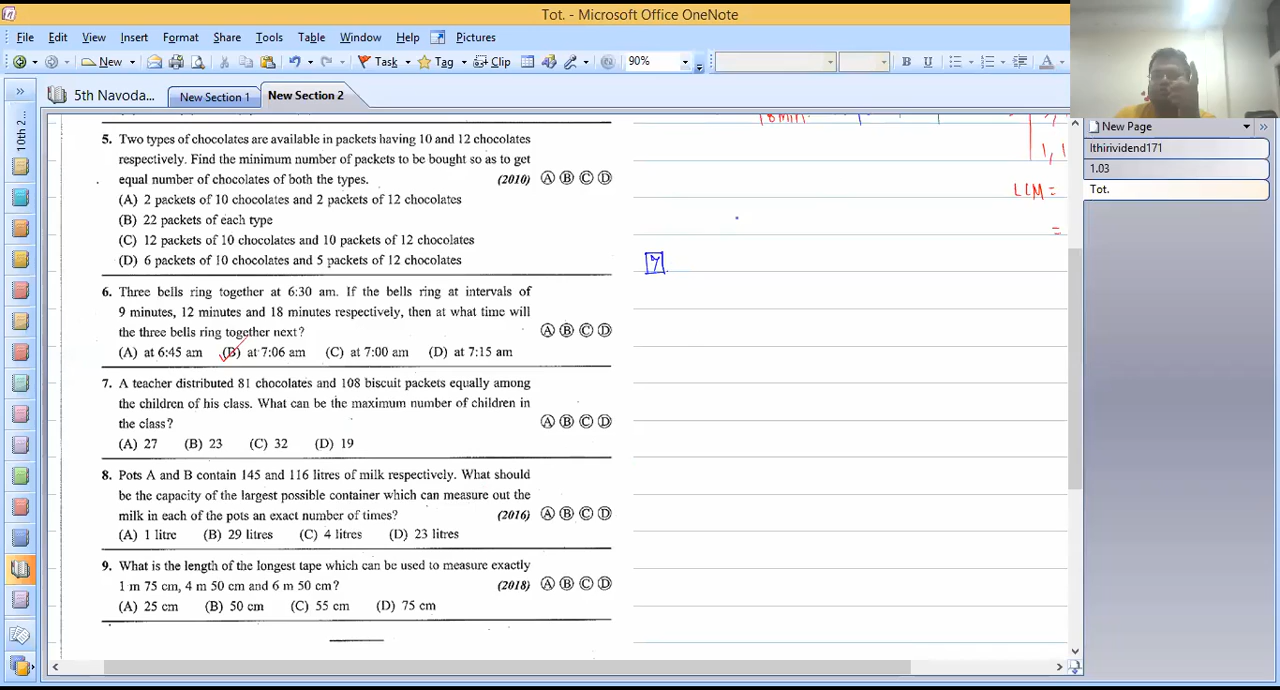 Tot. - Microsoft Office OneNote
File Edit View Insert Format Share Tools Table Window Help Pictures
New Task Tag Clip 90% B U A
5th Navoda... New Section 1 New Section 2
10th 2...
New Page
Ithirividend171
1.03
Tot.
5. Two types of chocolates are available in packets having 10 and 12 chocolates
respectively. Find the minimum number of packets to be bought so as to get
equal number of chocolates of both the types. (2010) A B C D
(A) 2 packets of 10 chocolates and 2 packets of 12 chocolates
(B) 22 packets of each type
(C) 12 packets of 10 chocolates and 10 packets of 12 chocolates
(D) 6 packets of 10 chocolates and 5 packets of 12 chocolates
6. Three bells ring together at 6:30 am. If the bells ring at intervals of
9 minutes, 12 minutes and 18 minutes respectively, then at what time will
the three bells ring together next? A B C D
(A) at 6:45 am (B) at 7:06 am (C) at 7:00 am (D) at 7:15 am
7. A teacher distributed 81 chocolates and 108 biscuit packets equally among
the children of his class. What can be the maximum number of children in
the class? A B C D
(A) 27 (B) 23 (C) 32 (D) 19
8. Pots A and B contain 145 and 116 litres of milk respectively. What should
be the capacity of the largest possible container which can measure out the
milk in each of the pots an exact number of times? (2016) A B C D
(A) 1 litre (B) 29 litres (C) 4 litres (D) 23 litres
9. What is the length of the longest tape which can be used to measure exactly
1 m 75 cm, 4 m 50 cm and 6 m 50 cm? (2018) A B C D
(A) 25 cm (B) 50 cm (C) 55 cm (D) 75 cm
18min.
1, 1
LCM =
=
7